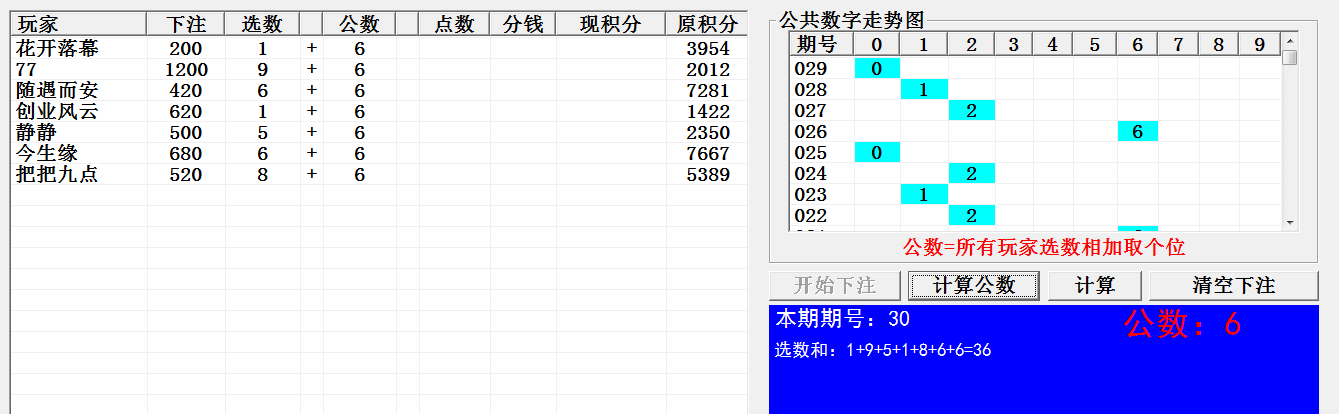 玩家 下注 选数 公数 点数 分钱 现积分 原积分
花开落幕 200 1 + 6 3954
77 1200 9 + 6 2012
随遇而安 420 6 + 6 7281
创业风云 620 1 + 6 1422
静静 500 5 + 6 2350
今生缘 680 6 + 6 7667
把把九点 520 8 + 6 5389
公共数字走势图
期号 0 1 2 3 4 5 6 7 8 9
029 0
028 1
027 2
026 6
025 0
024 2
023 1
022 2
公数=所有玩家选数相加取个位
开始下注 计算公数 计算 清空下注
本期期号：30 公数：6
选数和：1+9+5+1+8+6+6=36